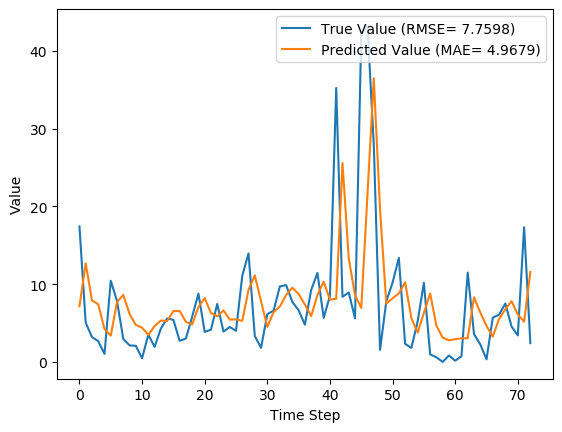 True Value (RMSE= 7.7598)
Predicted Value (MAE= 4.9679)
40
30
20
10
0
Value
0 10 20 30 40 50 60 70
Time Step